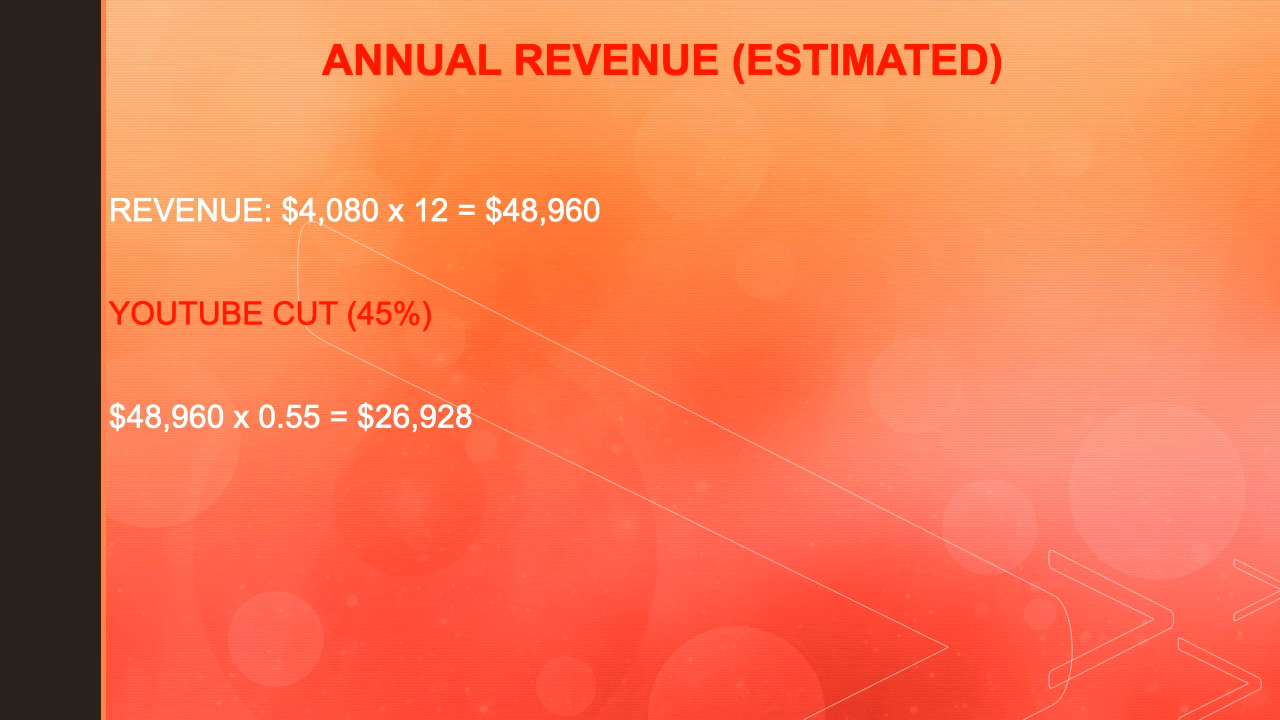 ANNUAL REVENUE (ESTIMATED)
REVENUE: $4,080 x 12 = $48,960
YOUTUBE CUT (45%)
$48,960 x 0.55 = $26,928